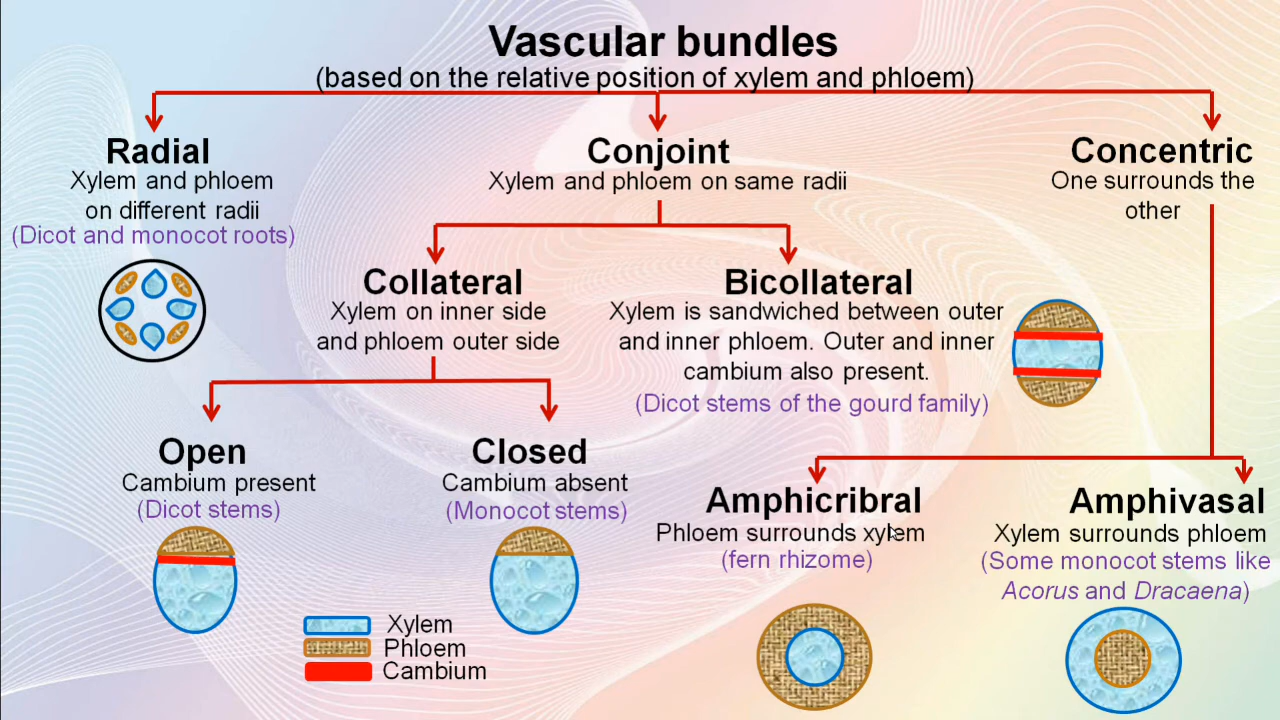 Vascular bundles
(based on the relative position of xylem and phloem)
Radial
Xylem and phloem
on different radii
(Dicot and monocot roots)
Conjoint
Xylem and phloem on same radii
Concentric
One surrounds the
other
Collateral
Xylem on inner side
and phloem outer side
Bicollateral
Xylem is sandwiched between outer
and inner phloem. Outer and inner
cambium also present.
(Dicot stems of the gourd family)
Open
Cambium present
(Dicot stems)
Closed
Cambium absent
(Monocot stems)
Amphicribral
Phloem surrounds xylem
(fern rhizome)
Amphivasal
Xylem surrounds phloem
(Some monocot stems like
Acorus and Dracaena)
Xylem
Phloem
Cambium